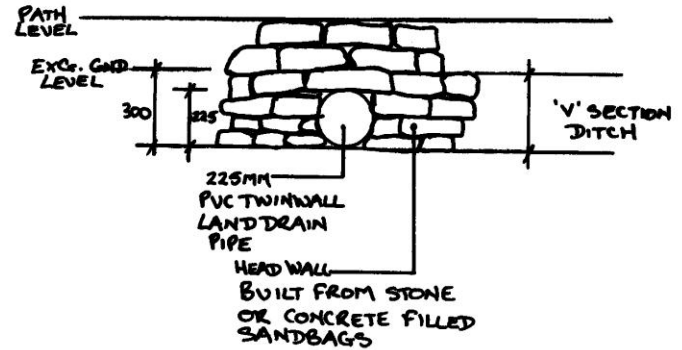 PATH
LEVEL
EXG. GND
LEVEL
300
225
'V' SECTION
DITCH
225MM
PVC TWINWALL
LAND DRAIN
PIPE
HEAD WALL
BUILT FROM STONE
OR CONCRETE FILLED
SANDBAGS